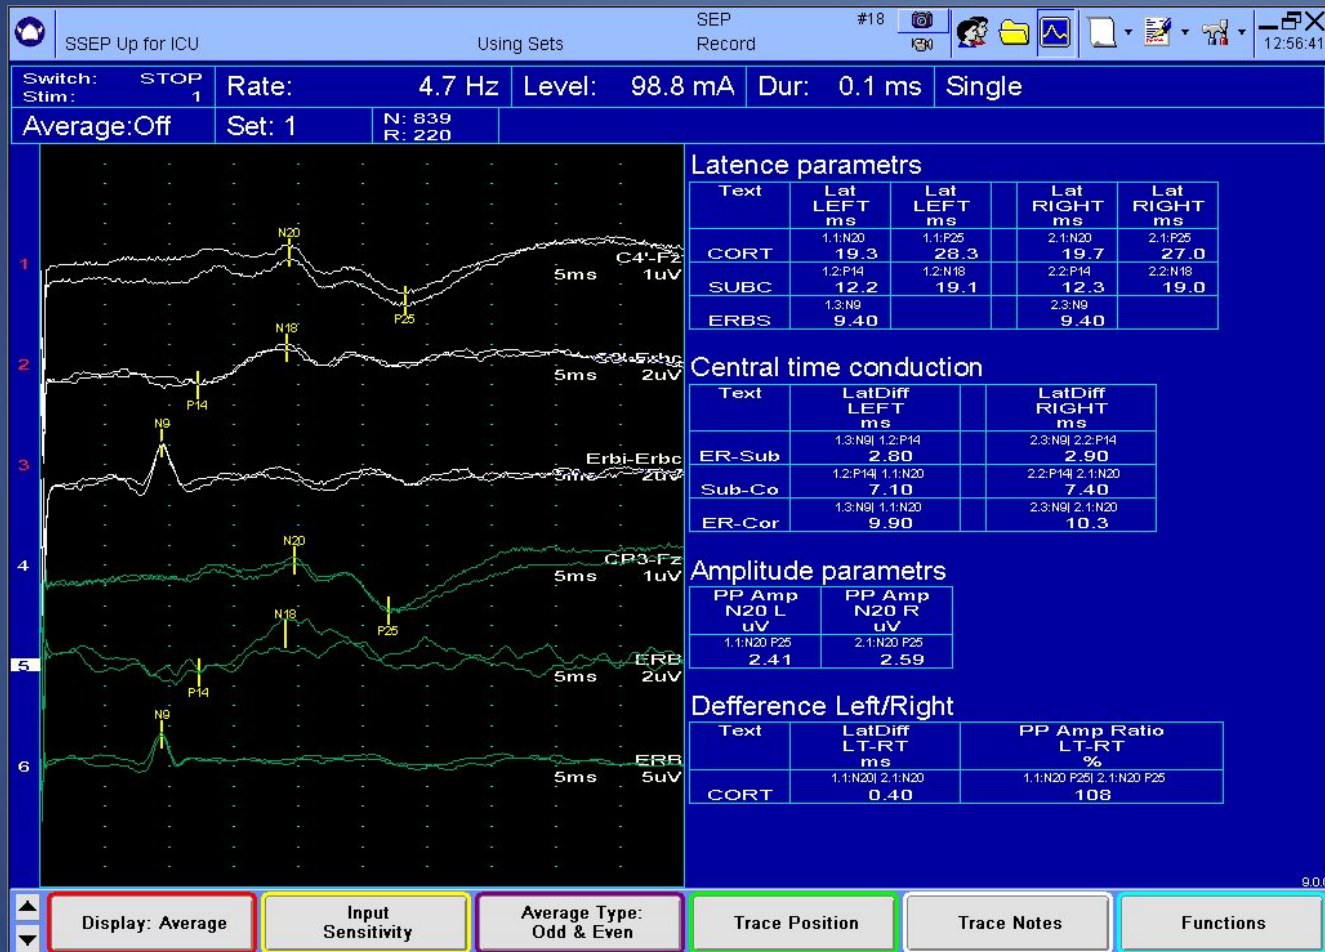 SEP #18
SSEP Up for ICU Using Sets Record 12:56:41
Switch: STOP
Stim: 1
Rate: 4.7 Hz Level: 98.8 mA Dur: 0.1 ms Single
Average:Off Set: 1
N: 839
R: 220
N20
1 C4'-Fz
5ms 1uV
P25
N18
2
5ms 2uV
P14
N9
3 Erbi-Erbc
5ms 2uV
N20
4 CP3-Fz
5ms 1uV
P25
N18
5 ERB
5ms 2uV
P14
N9
6 ERB
5ms 5uV
Latence parametrs
Text Lat Lat Lat Lat
LEFT LEFT RIGHT RIGHT
ms ms ms ms
1.1:N20 1.1:P25 2.1:N20 2.1:P25
CORT 19.3 28.3 19.7 27.0
1.2:P14 1.2:N18 2.2:P14 2.2:N18
SUBC 12.2 19.1 12.3 19.0
1.3:N9 2.3:N9
ERBS 9.40 9.40
Central time conduction
Text LatDiff LatDiff
LEFT RIGHT
ms ms
1.3:N9| 1.2:P14 2.3:N9| 2.2:P14
ER-Sub 2.80 2.90
1.2:P14| 1.1:N20 2.2:P14| 2.1:N20
Sub-Co 7.10 7.40
1.3:N9| 1.1:N20 2.3:N9| 2.1:N20
ER-Cor 9.90 10.3
Amplitude parametrs
PP Amp PP Amp
N20 L N20 R
uV uV
1.1:N20 P25 2.1:N20 P25
2.41 2.59
Defference Left/Right
Text LatDiff PP Amp Ratio
LT-RT LT-RT
ms %
1.1:N20| 2.1:N20 1.1:N20 P25| 2.1:N20 P25
CORT 0.40 108
Display: Average
Input
Sensitivity
Average Type:
Odd & Even
Trace Position
Trace Notes
Functions